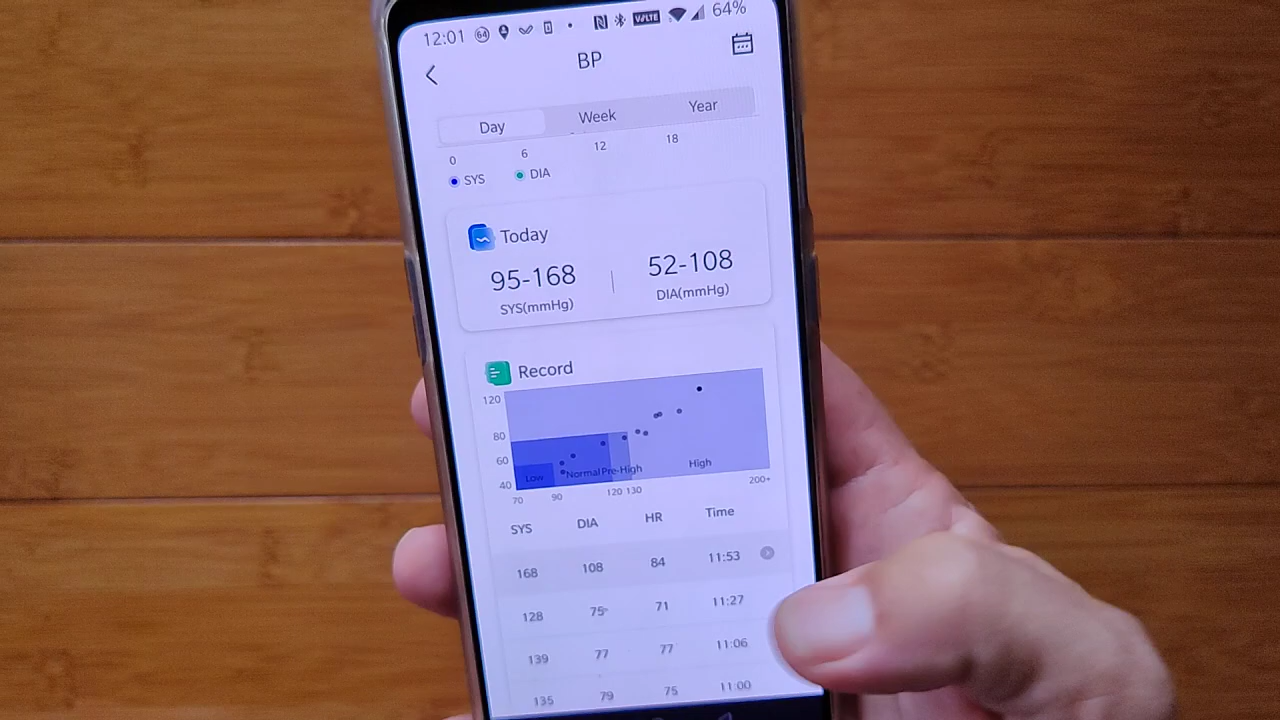 12:01 64 VoLTE 64%
BP
Day Week Year
0 6 12 18
SYS DIA
Today
95-168 52-108
SYS(mmHg) DIA(mmHg)
Record
120
80
60
40
Low Normal Pre-High High
70 90 120 130 200+
SYS DIA HR Time
168 108 84 11:53
128 75 71 11:27
139 77 77 11:06
135 79 75 11:00